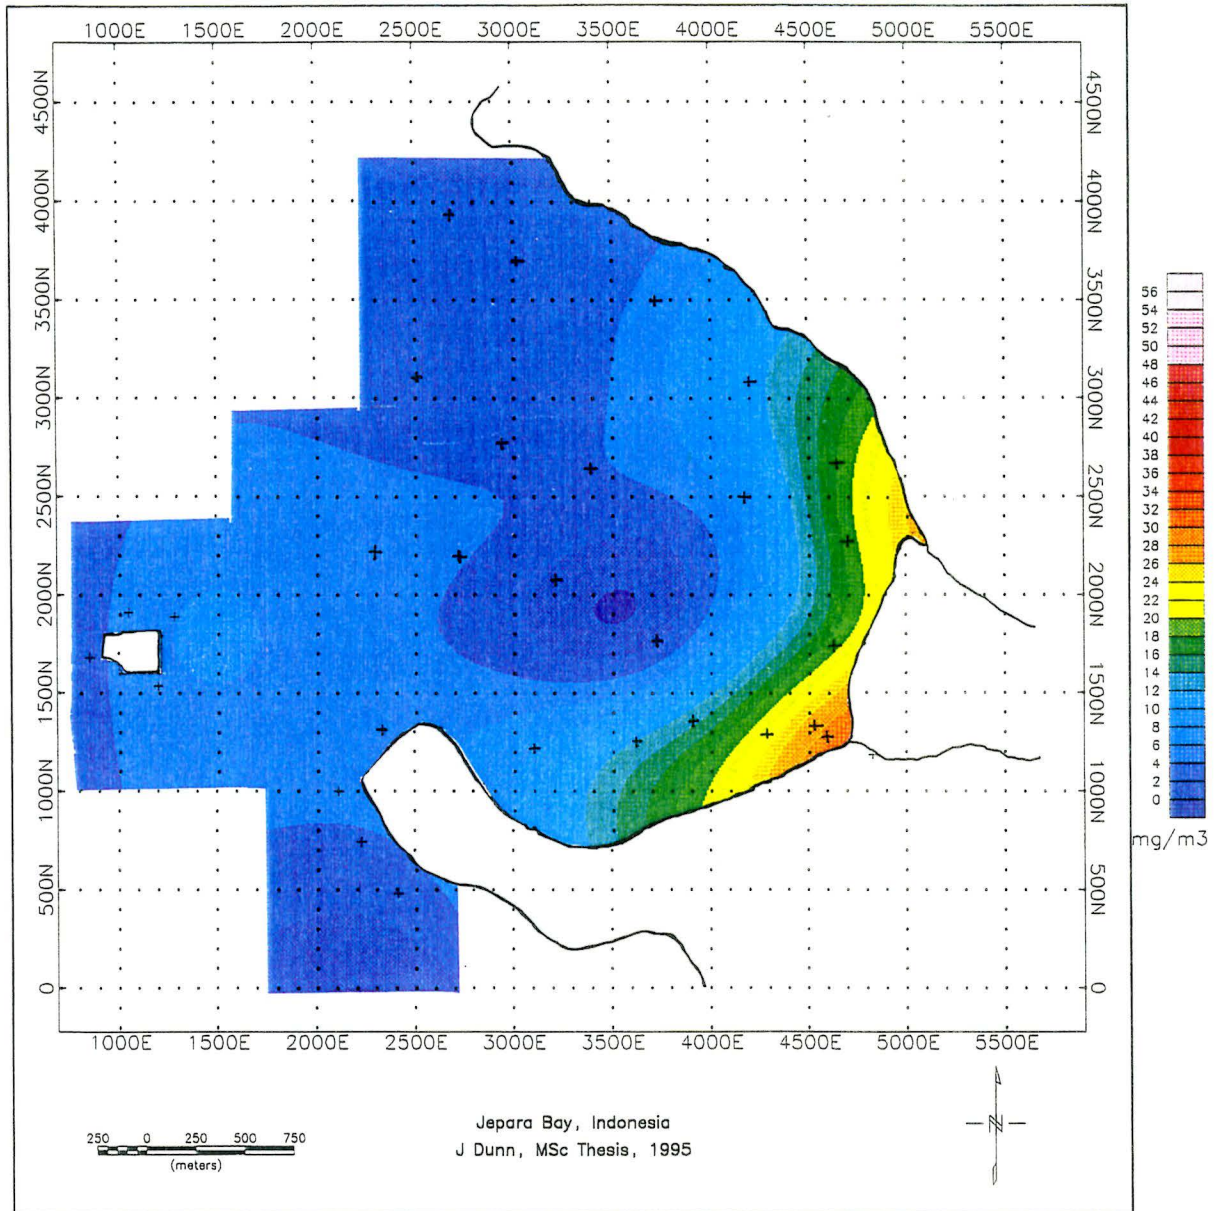 1000E 1500E 2000E 2500E 3000E 3500E 4000E 4500E 5000E 5500E
4500N 4500N
4000N 4000N
3500N 3500N
3000N 3000N
2500N 2500N
2000N 2000N
1500N 1500N
1000N 1000N
500N 500N
0 0
56
54
52
50
48
46
44
42
40
38
36
34
32
30
28
26
24
22
20
18
16
14
12
10
8
6
4
2
0
mg/m3
1000E 1500E 2000E 2500E 3000E 3500E 4000E 4500E 5000E 5500E
250 0 250 500 750
(meters)
Jepara Bay, Indonesia
J Dunn, MSc Thesis, 1995
N